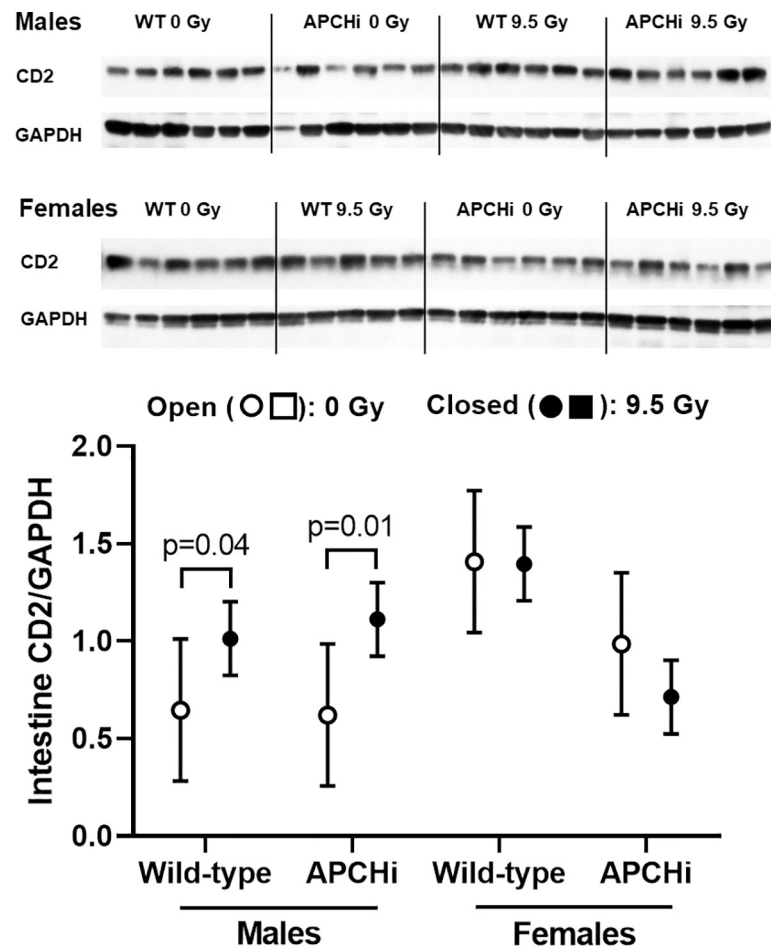 Males WT 0 Gy APCHi 0 Gy WT 9.5 Gy APCHi 9.5 Gy
CD2
GAPDH
Females WT 0 Gy WT 9.5 Gy APCHi 0 Gy APCHi 9.5 Gy
CD2
GAPDH
Open (○□): 0 Gy Closed (●■): 9.5 Gy
Intestine CD2/GAPDH
2.0
1.5
1.0
0.5
0.0
p=0.04 p=0.01
Wild-type APCHi Wild-type APCHi
Males Females